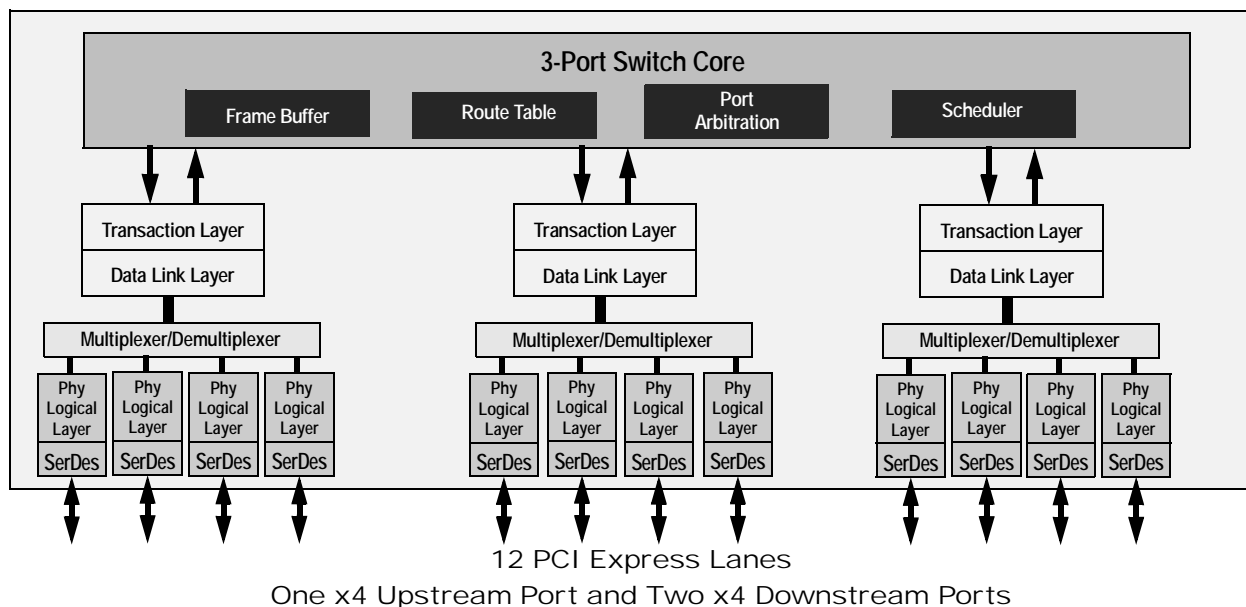 3-Port Switch Core
Frame Buffer
Route Table
Port
Arbitration
Scheduler
Transaction Layer
Data Link Layer
Multiplexer/Demultiplexer
Phy
Logical
Layer
SerDes
Phy
Logical
Layer
SerDes
Phy
Logical
Layer
SerDes
Phy
Logical
Layer
SerDes
Transaction Layer
Data Link Layer
Multiplexer/Demultiplexer
Phy
Logical
Layer
SerDes
Phy
Logical
Layer
SerDes
Phy
Logical
Layer
SerDes
Phy
Logical
Layer
SerDes
Transaction Layer
Data Link Layer
Multiplexer/Demultiplexer
Phy
Logical
Layer
SerDes
Phy
Logical
Layer
SerDes
Phy
Logical
Layer
SerDes
Phy
Logical
Layer
SerDes
12 PCI Express Lanes
One x4 Upstream Port and Two x4 Downstream Ports